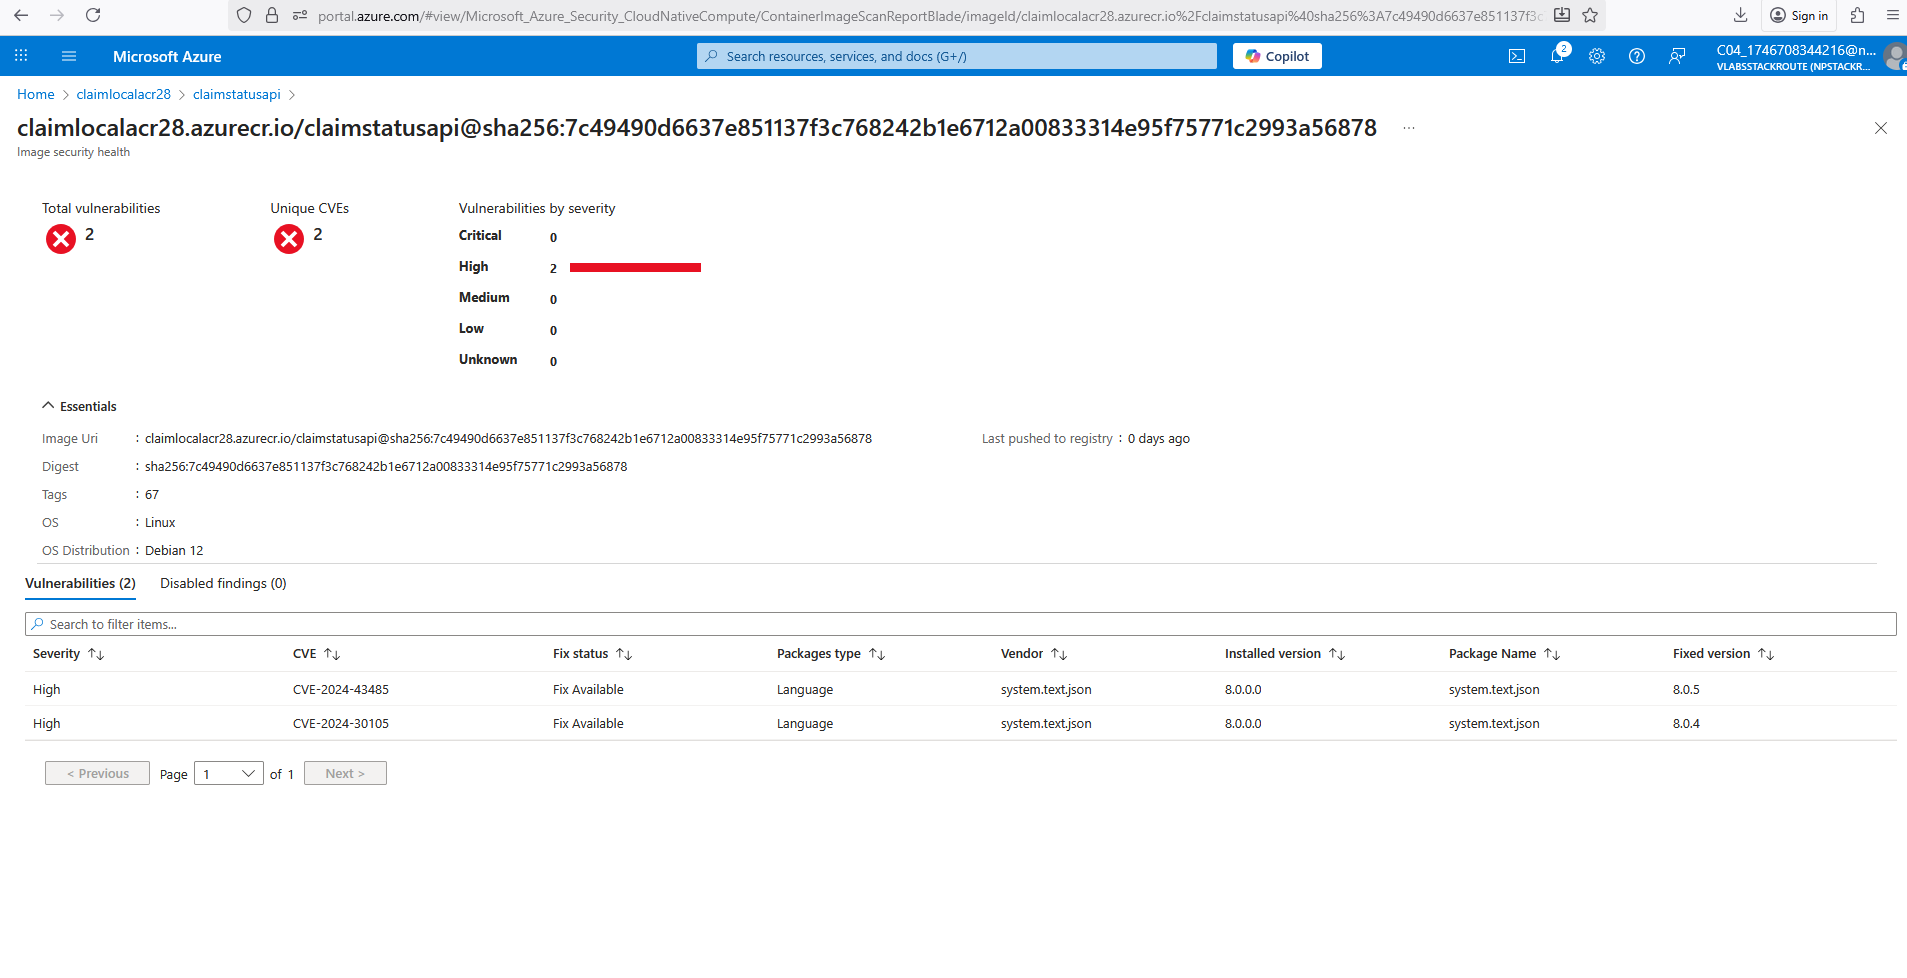 portal.azure.com/#view/Microsoft_Azure_Security_CloudNativeCompute/ContainerImageScanReportBlade/imageId/claimlocalacr28.azurecr.io%2Fclaimstatusapi%40sha256%3A7c49490d6637e851137f3c
Sign in
Microsoft Azure
Search resources, services, and docs (G+/)
Copilot
2
C04_1746708344216@n...
VLABSSTACKROUTE (NPSTACKR...
Home > claimlocalacr28 > claimstatusapi >
claimlocalacr28.azurecr.io/claimstatusapi@sha256:7c49490d6637e851137f3c768242b1e6712a00833314e95f75771c2993a56878 ...
Image security health
Total vulnerabilities
2
Unique CVEs
2
Vulnerabilities by severity
Critical 0
High 2
Medium 0
Low 0
Unknown 0
Essentials
Image Uri : claimlocalacr28.azurecr.io/claimstatusapi@sha256:7c49490d6637e851137f3c768242b1e6712a00833314e95f75771c2993a56878
Last pushed to registry : 0 days ago
Digest : sha256:7c49490d6637e851137f3c768242b1e6712a00833314e95f75771c2993a56878
Tags : 67
OS : Linux
OS Distribution : Debian 12
Vulnerabilities (2) Disabled findings (0)
Search to filter items...
Severity CVE Fix status Packages type Vendor Installed version Package Name Fixed version
High CVE-2024-43485 Fix Available Language system.text.json 8.0.0.0 system.text.json 8.0.5
High CVE-2024-30105 Fix Available Language system.text.json 8.0.0.0 system.text.json 8.0.4
< Previous Page 1 of 1 Next >